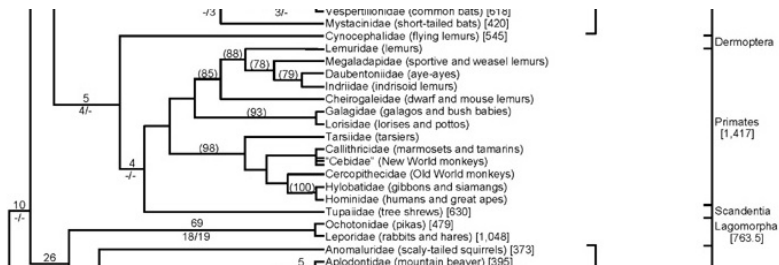 -/3 3/- Vespertilionidae (common bats) [618]
Mystacinidae (short-tailed bats) [420]
Cynocephalidae (flying lemurs) [545]
Dermoptera
(88) Lemuridae (lemurs)
(78) Megaladapidae (sportive and weasel lemurs)
(85) (79) Daubentoniidae (aye-ayes)
Indriidae (indrisoid lemurs)
5 Cheirogaleidae (dwarf and mouse lemurs)
4/- (93) Galagidae (galagos and bush babies)
Lorisidae (lorises and pottos)
Primates
[1,417]
Tarsiidae (tarsiers)
(98) Callithricidae (marmosets and tamarins)
"Cebidae" (New World monkeys)
4 Cercopithecidae (Old World monkeys)
-/- (100) Hylobatidae (gibbons and siamangs)
Hominidae (humans and great apes)
10 Tupaiidae (tree shrews) [630]
Scandentia
-/- 69 Ochotonidae (pikas) [479]
18/19 Leporidae (rabbits and hares) [1,048]
Lagomorpha
[763.5]
26 Anomaluridae (scaly-tailed squirrels) [373]
5 Aplodontidae (mountain beaver) [395]